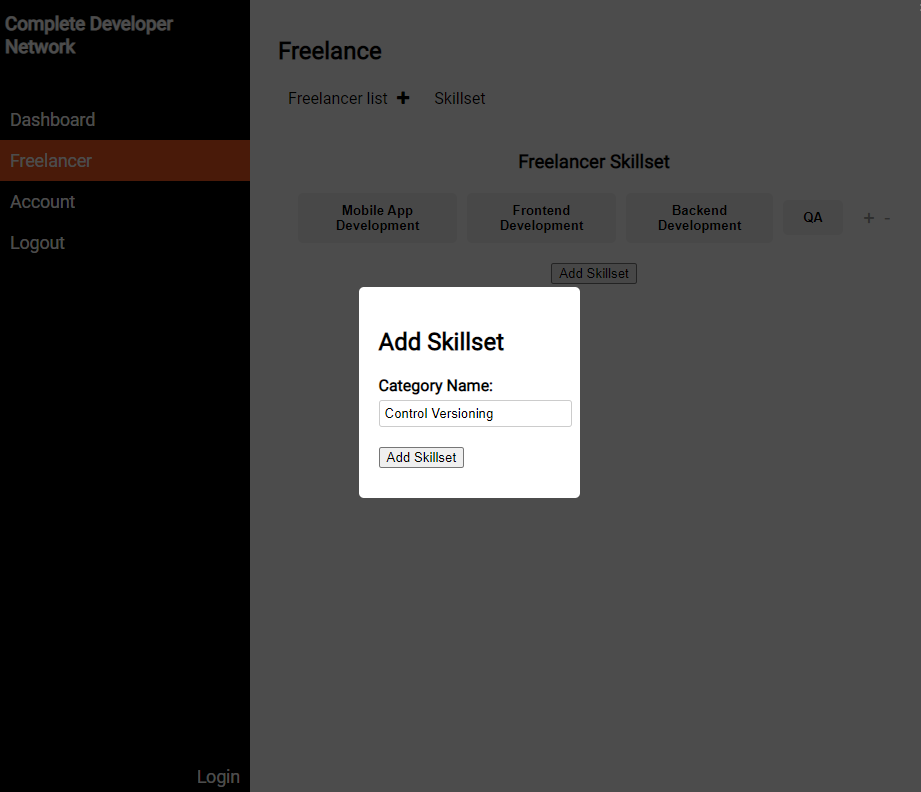 Complete Developer
Network
Dashboard
Freelancer
Account
Logout
Login
Freelance
Freelancer list + Skillset
Freelancer Skillset
Mobile App
Development
Frontend
Development
Backend
Development
QA
+ -
Add Skillset
Add Skillset
Category Name:
Control Versioning
Add Skillset